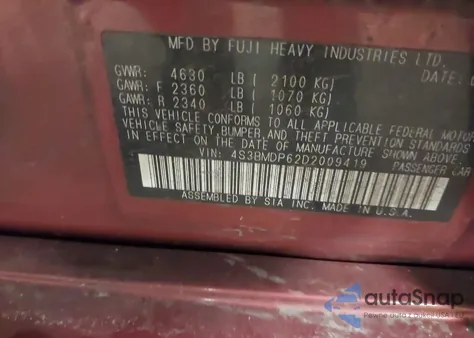 MFD BY FUJI HEAVY INDUSTRIES LTD.
DATE:
GVWR: 4630 LB ( 2100 KG)
GAWR: F 2360 LB ( 1070 KG)
GAWR: R 2340 LB ( 1060 KG)
THIS VEHICLE CONFORMS TO ALL APPLICABLE FEDERAL MOTOR
VEHICLE SAFETY, BUMPER, AND THEFT PREVENTION STANDARDS
IN EFFECT ON THE DATE OF MANUFACTURE SHOWN ABOVE.
VIN: 4S3BMDP62D2009419
PASSENGER CAR
ASSEMBLED BY SIA INC. MADE IN U.S.A.
autoSnap
Pewne auta z